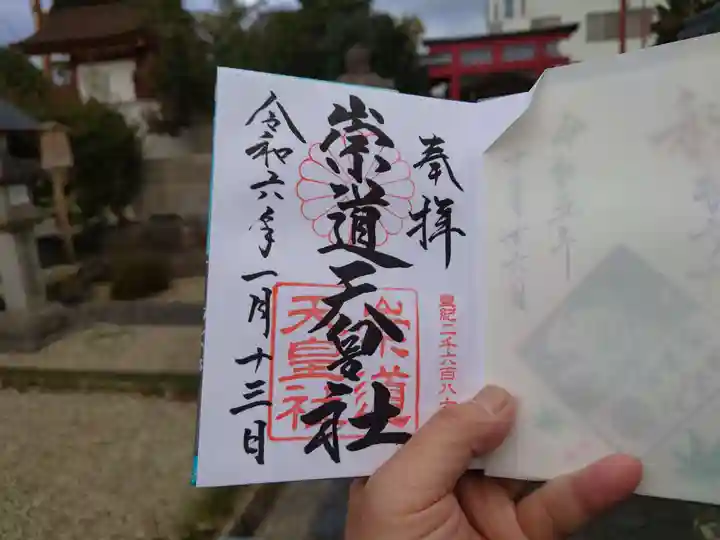 奉拝
皇紀二千六百八十
崇道天皇社
崇道
天皇社
令和六年一月十三日